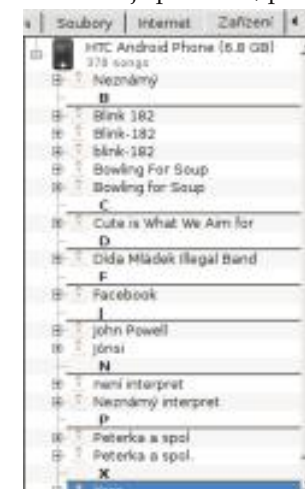 Soubory Internet Zařízení
HTC Android Phone (6.8 GB)
378 songs
Neznámý
B
Blink 182
Blink-182
blink-182
Bowling For Soup
Bowling for Soup
C
Cute is What We Aim for
D
Dida Mládek Illegal Band
F
Facebook
J
John Powell
Jónsi
N
není interpret
Neznámý interpret
P
Peterka a spol
Peterka a spol.
X